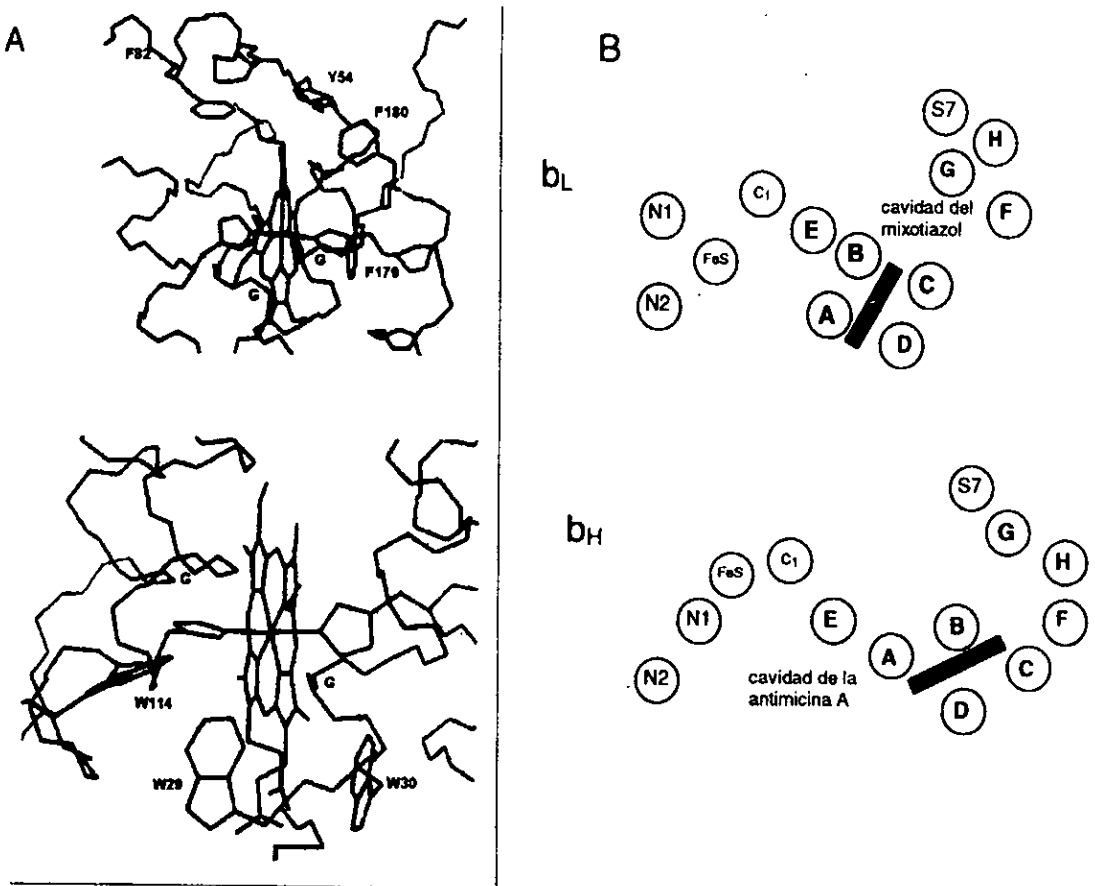 A
F82
Y54
F180
G
F179
G
G
W114
G
W29
W30
B
bL
S7
H
G
C1
N1
E
cavidad del
mixotiazol
F
B
FeS
C
N2
A
D
bH
S7
G
FeS
C1
H
N1
E
B
F
A
C
cavidad de la
antimicina A
N2
D